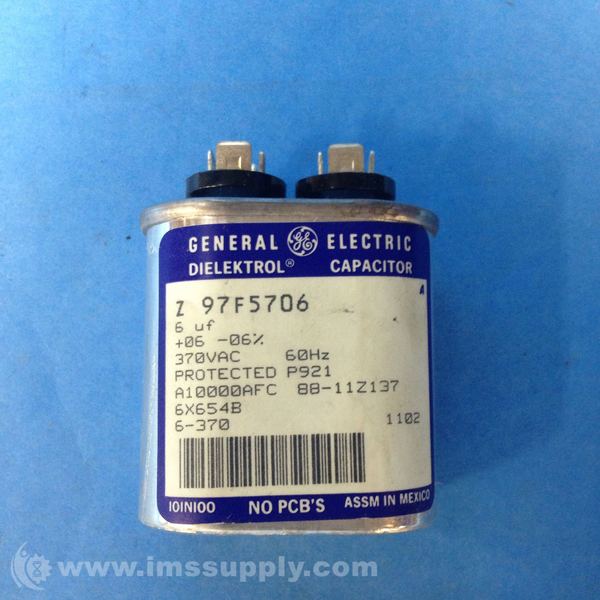 GENERAL GE ELECTRIC
DIELEKTROL® CAPACITOR
A
Z 97F5706
6 uf
+06 -06%
370VAC 60Hz
PROTECTED P921
A10000AFC 88-11Z137
6X654B
6-370 1102
IOINIOO NO PCB'S ASSM IN MEXICO
www.imssupply.com